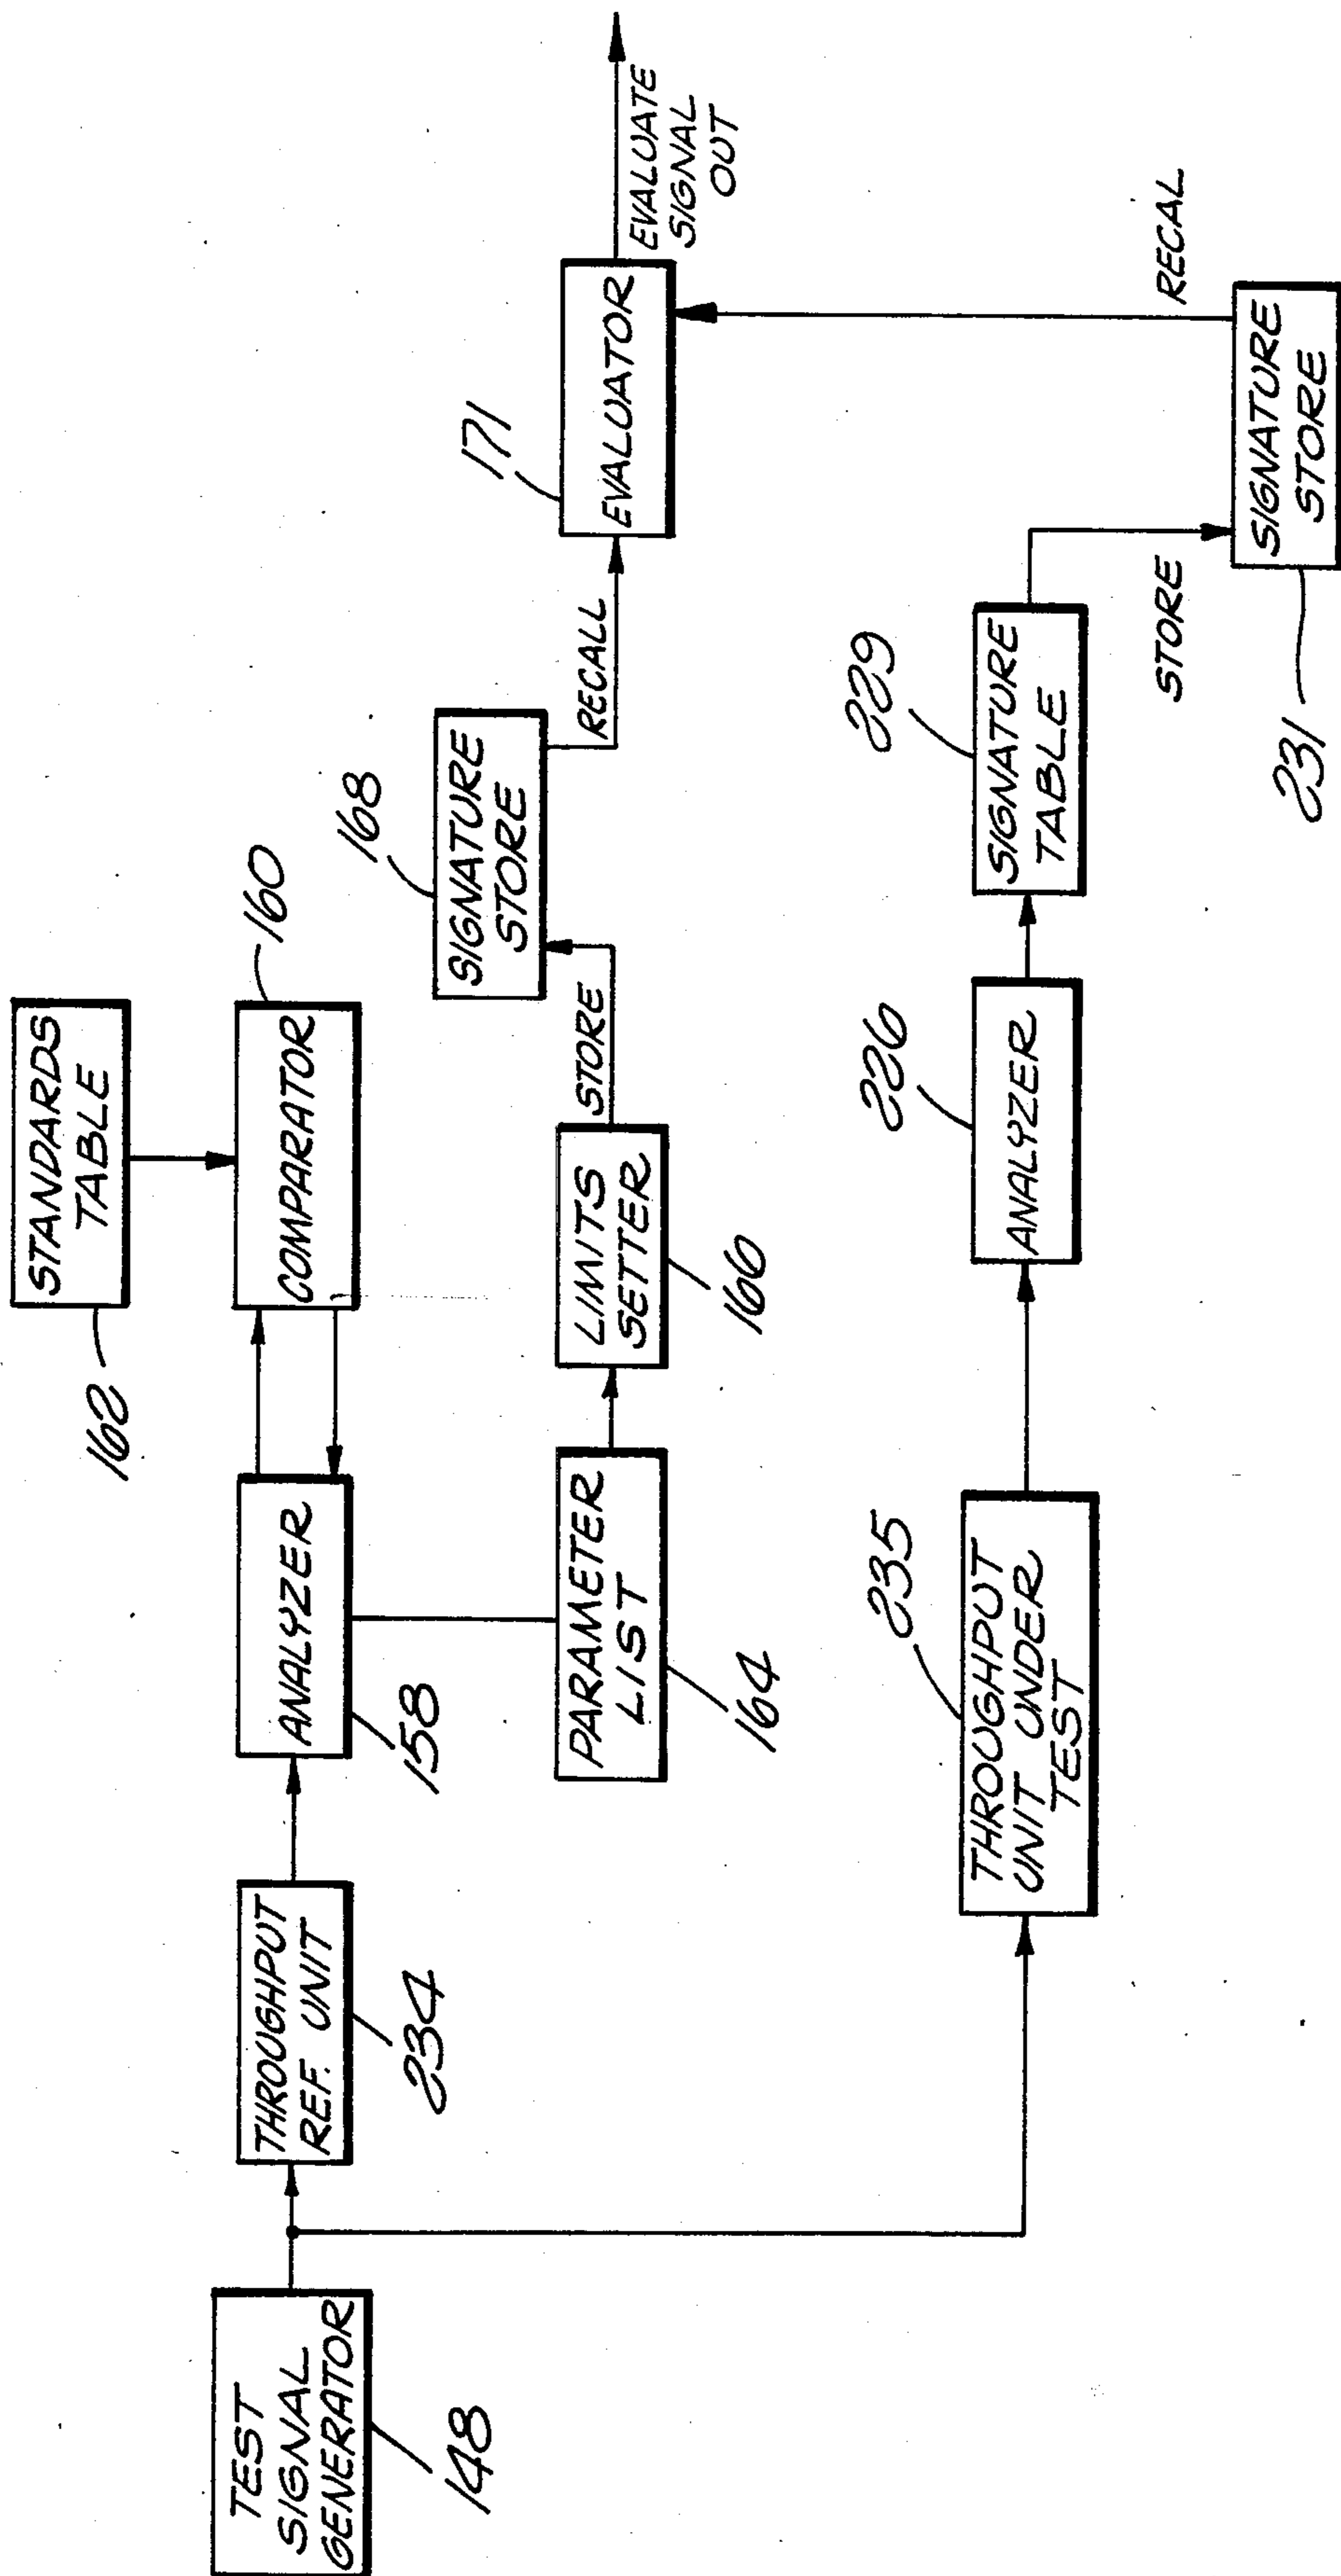 TEST
SIGNAL
GENERATOR
148
THROUGHPUT
REF. UNIT
234
ANALYZER
158
STANDARDS
TABLE
162
COMPARATOR
160
PARAMETER
LIST
164
LIMITS
SETTER
166
STORE
SIGNATURE
STORE
168
RECALL
EVALUATOR
171
EVALUATE
SIGNAL
OUT
THROUGHPUT
UNIT UNDER
TEST
235
ANALYZER
226
SIGNATURE
TABLE
229
STORE
SIGNATURE
STORE
231
RECAL